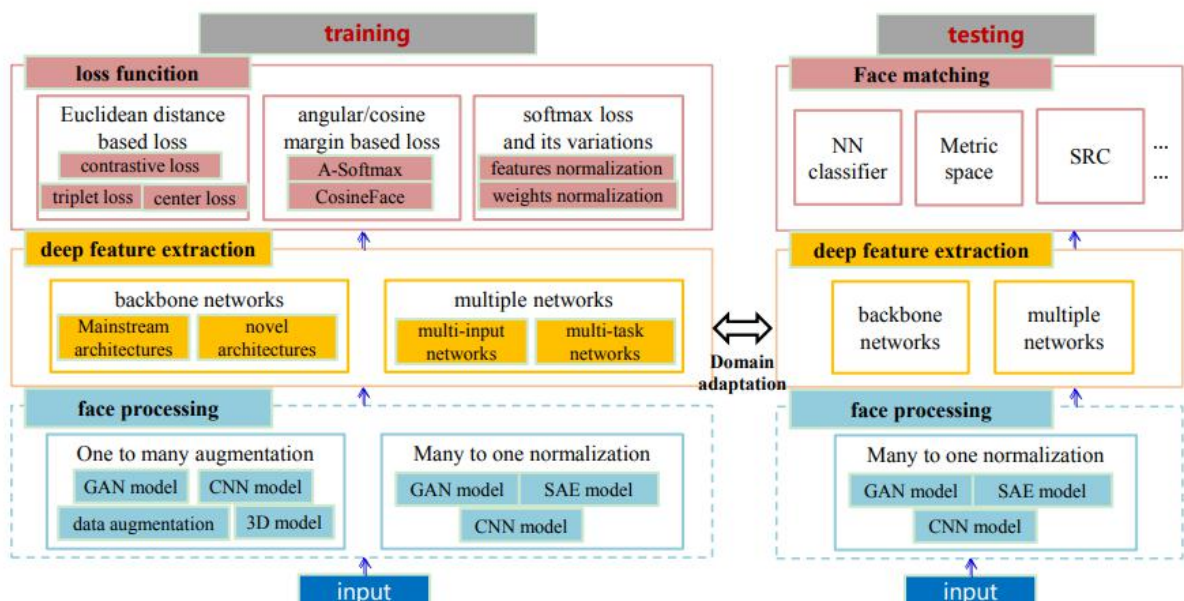 training
loss funcition
Euclidean distance
based loss
contrastive loss
triplet loss
center loss
angular/cosine
margin based loss
A-Softmax
CosineFace
softmax loss
and its variations
features normalization
weights normalization
deep feature extraction
backbone networks
Mainstream
architectures
novel
architectures
multiple networks
multi-input
networks
multi-task
networks
face processing
One to many augmentation
GAN model
CNN model
data augmentation
3D model
Many to one normalization
GAN model
SAE model
CNN model
input
Domain
adaptation
testing
Face matching
NN
classifier
Metric
space
SRC
...
...
deep feature extraction
backbone
networks
multiple
networks
face processing
Many to one normalization
GAN model
SAE model
CNN model
input